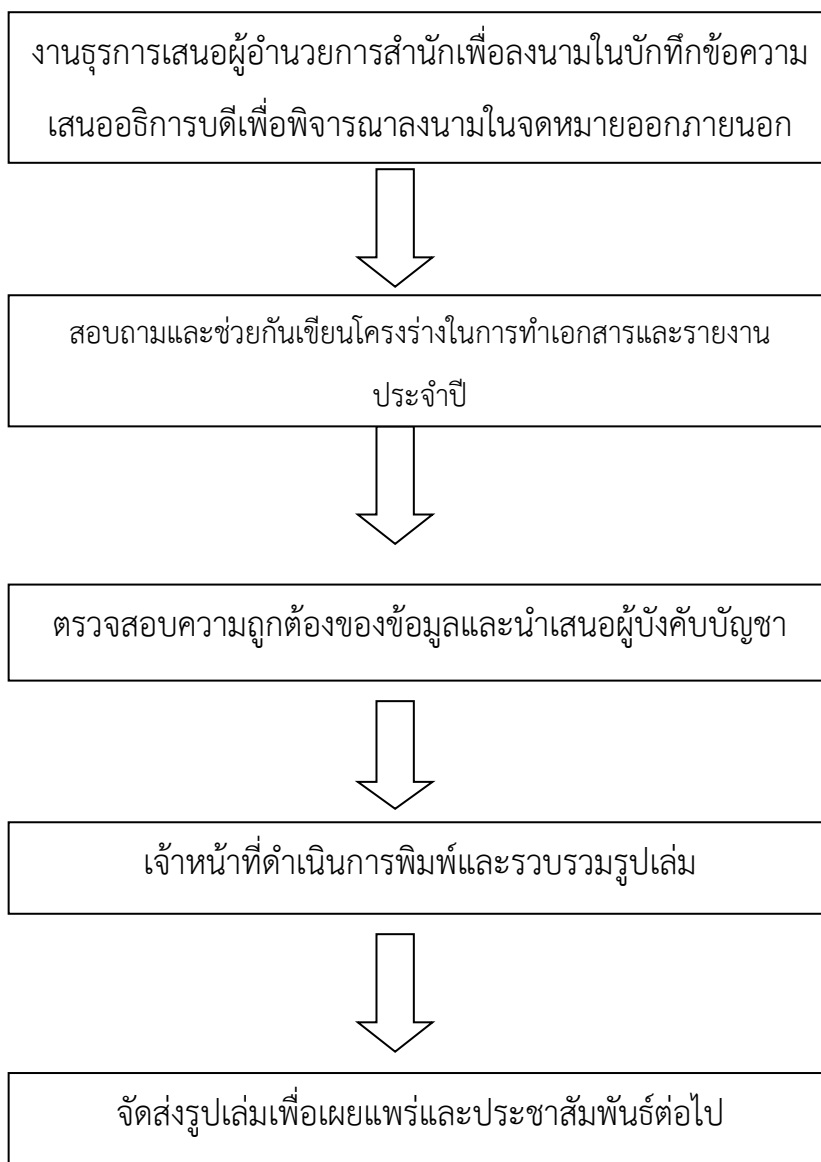 งานธุรการเสนอผู้อำนวยการสำนักเพื่อลงนามในบักทึกข้อความ
เสนออธิการบดีเพื่อพิจารณาลงนามในจดหมายออกภายนอก
สอบถามและช่วยกันเขียนโครงร่างในการทำเอกสารและรายงาน
ประจำปี
ตรวจสอบความถูกต้องของข้อมูลและนำเสนอผู้บังคับบัญชา
เจ้าหน้าที่ดำเนินการพิมพ์และรวบรวมรูปเล่ม
จัดส่งรูปเล่มเพื่อเผยแพร่และประชาสัมพันธ์ต่อไป